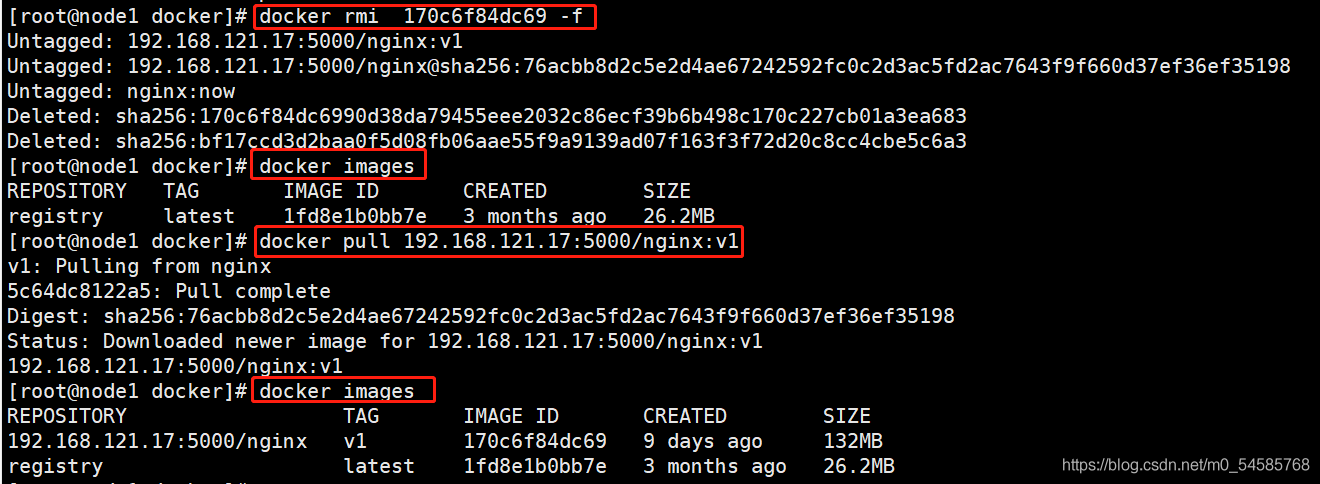 [root@node1 docker]# docker rmi  170c6f84dc69 -f
Untagged: 192.168.121.17:5000/nginx:v1
Untagged: 192.168.121.17:5000/nginx@sha256:76acbb8d2c5e2d4ae67242592fc0c2d3ac5fd2ac7643f9f660d37ef36ef35198
Untagged: nginx:now
Deleted: sha256:170c6f84dc6990d38da79455eee2032c86ecf39b6b498c170c227cb01a3ea683
Deleted: sha256:bf17ccd3d2baa0f5d08fb06aae55f9a9139ad07f163f3f72d20c8cc4cbe5c6a3
[root@node1 docker]# docker images
REPOSITORY   TAG       IMAGE ID       CREATED        SIZE
registry     latest    1fd8e1b0bb7e   3 months ago   26.2MB
[root@node1 docker]# docker pull 192.168.121.17:5000/nginx:v1
v1: Pulling from nginx
5c64dc8122a5: Pull complete
Digest: sha256:76acbb8d2c5e2d4ae67242592fc0c2d3ac5fd2ac7643f9f660d37ef36ef35198
Status: Downloaded newer image for 192.168.121.17:5000/nginx:v1
192.168.121.17:5000/nginx:v1
[root@node1 docker]# docker images
REPOSITORY                  TAG       IMAGE ID       CREATED        SIZE
192.168.121.17:5000/nginx   v1        170c6f84dc69   9 days ago     132MB
registry                    latest    1fd8e1b0bb7e   3 months ago   26.2MB
https://blog.csdn.net/m0_54585768